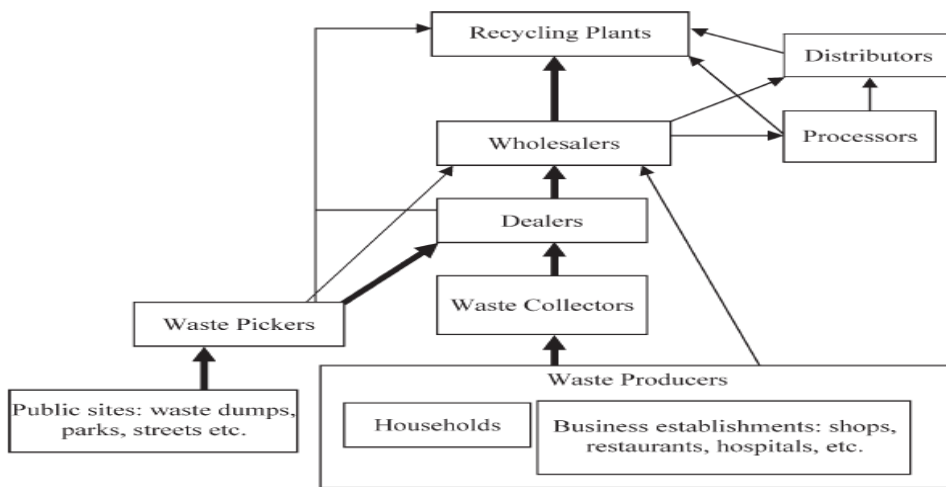 Recycling Plants
Distributors
Wholesalers
Processors
Dealers
Waste Collectors
Waste Pickers
Public sites: waste dumps,
parks, streets etc.
Waste Producers
Households
Business establishments: shops,
restaurants, hospitals, etc.